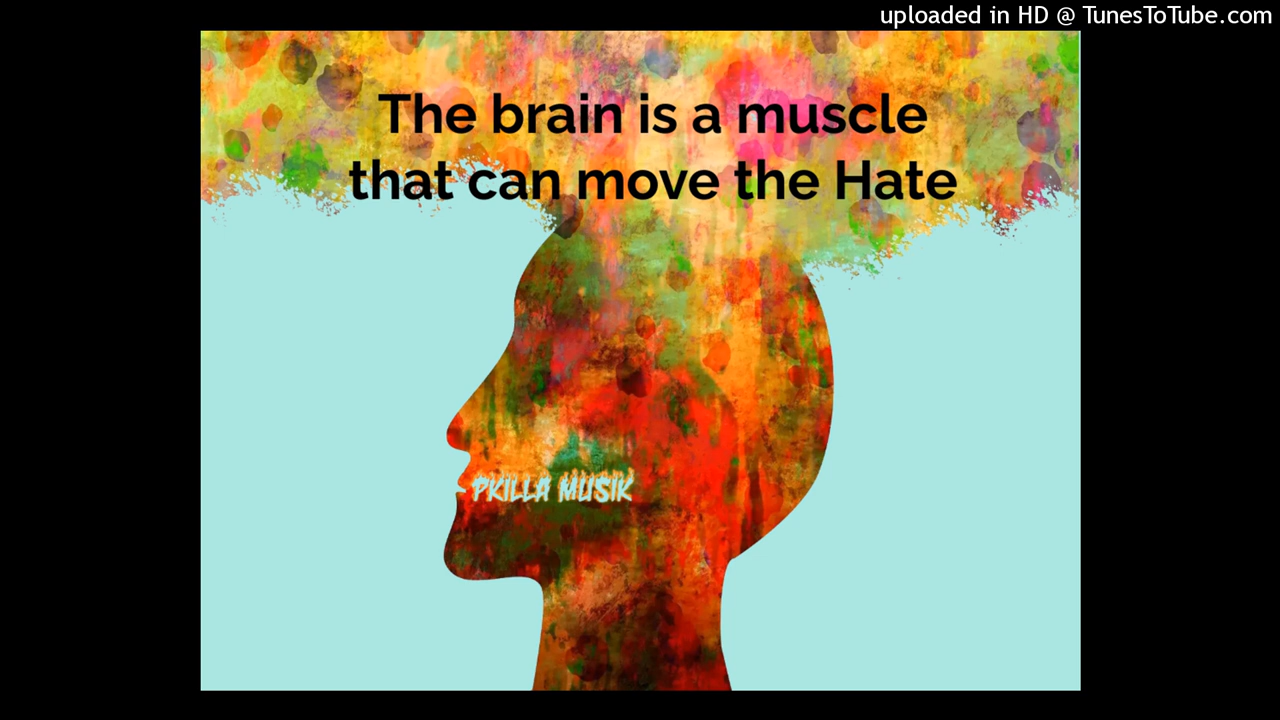 uploaded in HD @ TunesToTube.com
The brain is a muscle
that can move the Hate
- PKILLA MUSIK